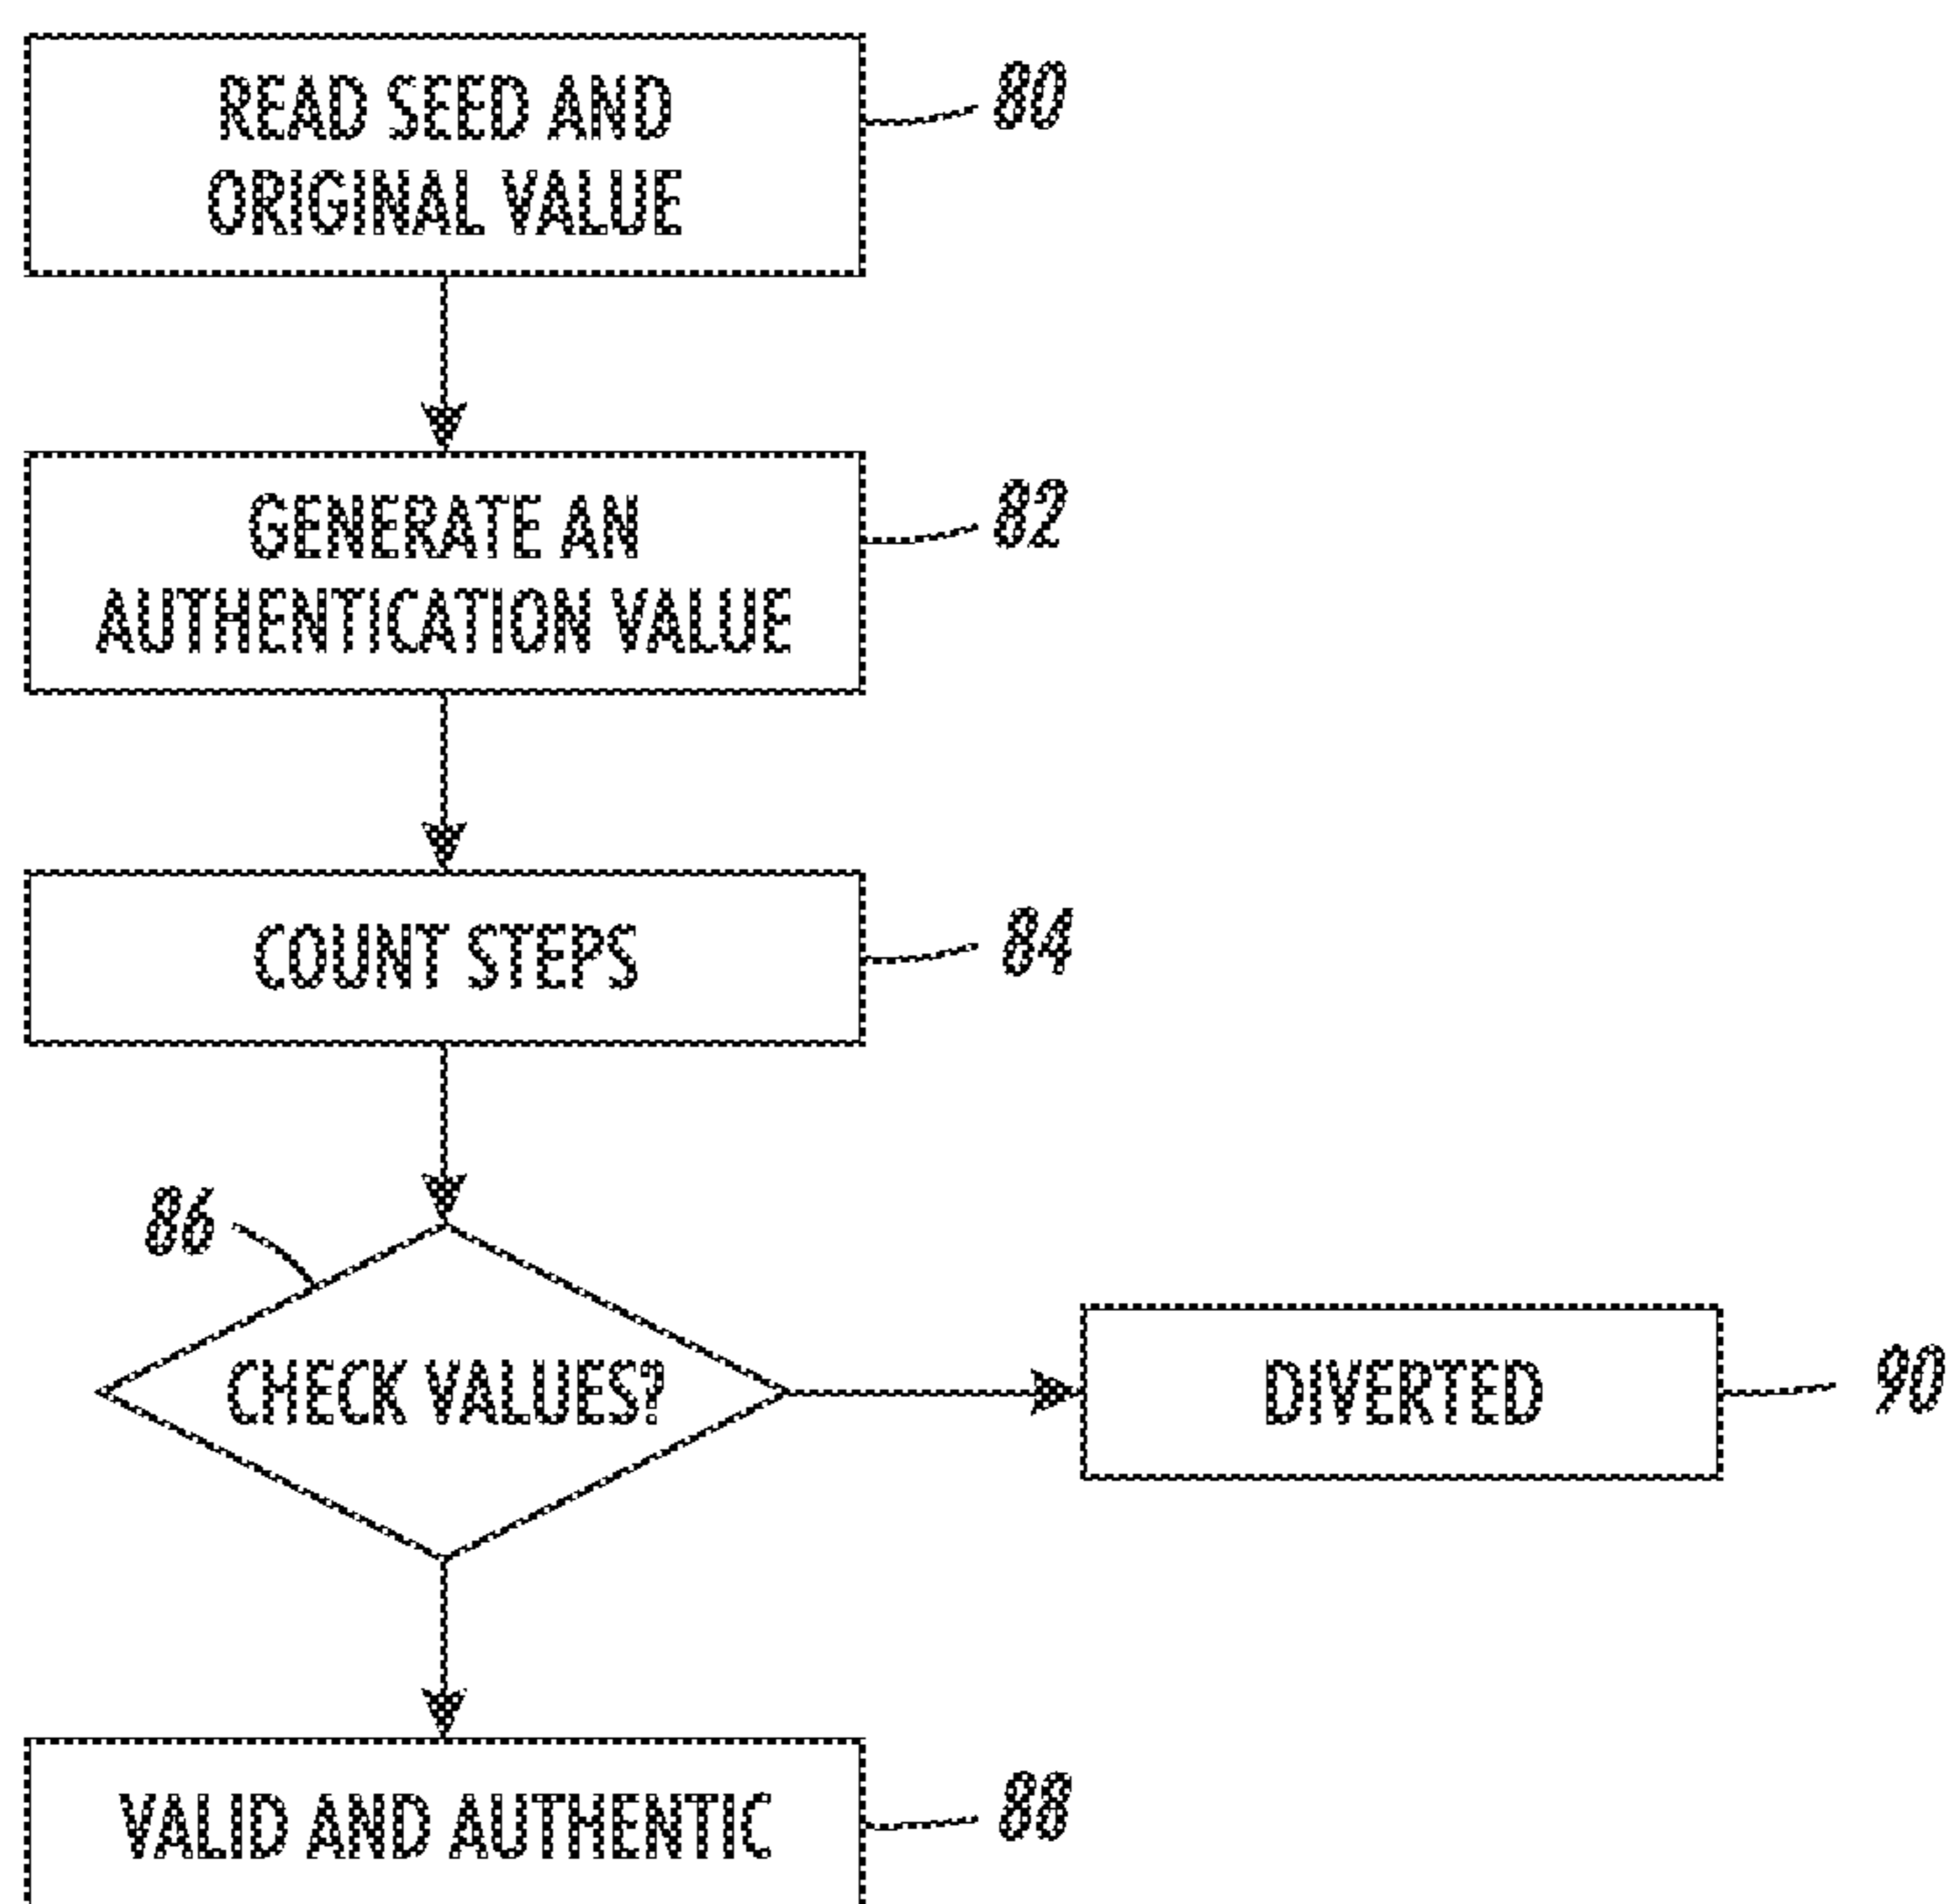 READ SEED AND
ORIGINAL VALUE
80
GENERATE AN
AUTHENTICATION VALUE
82
COUNT STEPS
84
86
CHECK VALUES?
DIVERTED
90
VALID AND AUTHENTIC
88